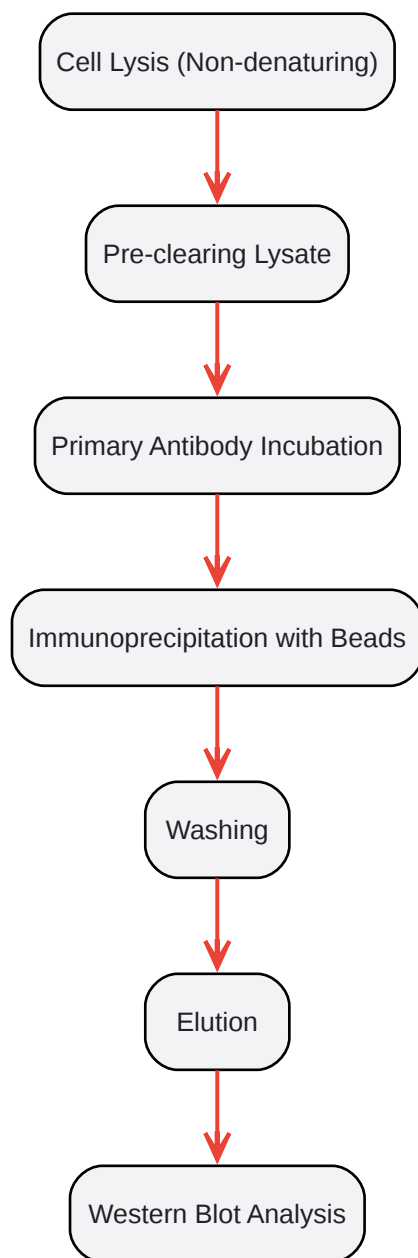 Cell Lysis (Non-denaturing)
Pre-clearing Lysate
Primary Antibody Incubation
Immunoprecipitation with Beads
Washing
Elution
Western Blot Analysis